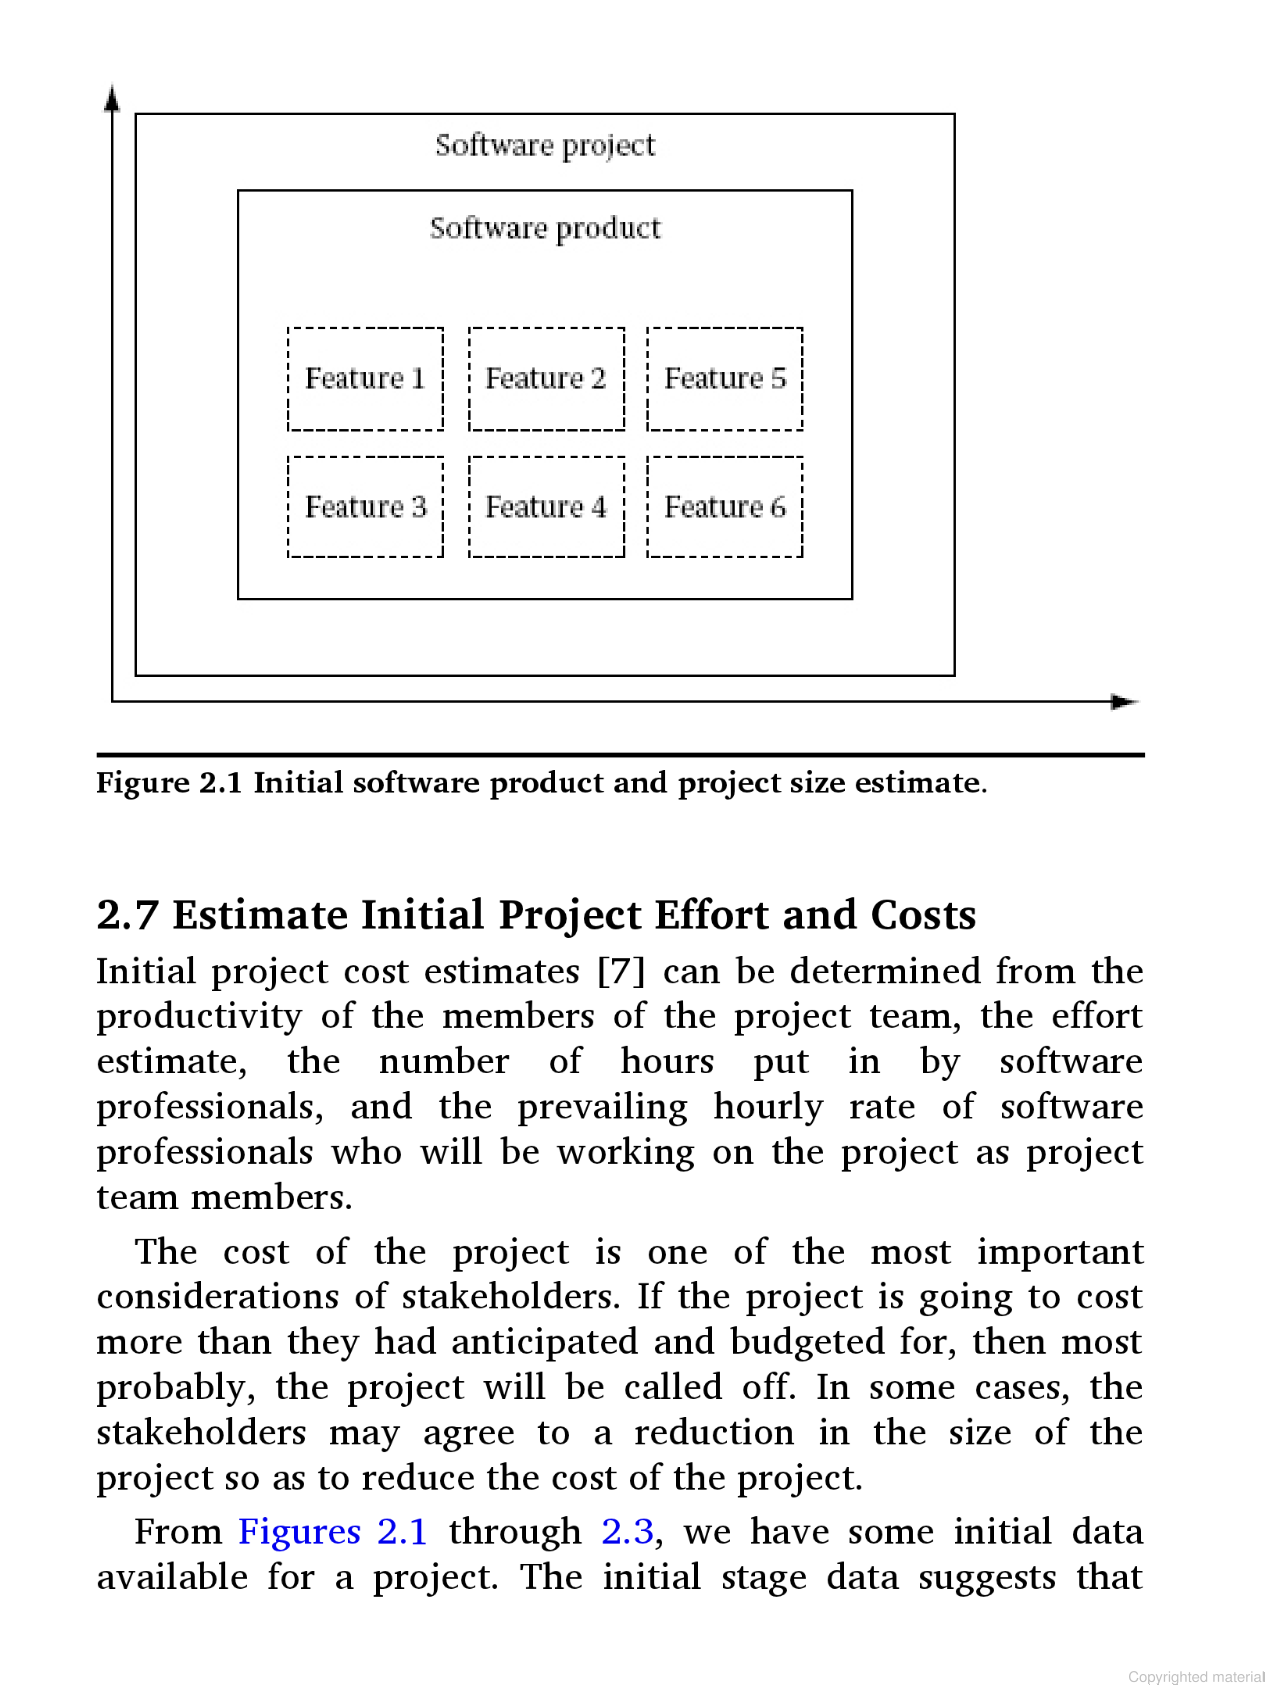 Software project
Software product
Feature 1 Feature 2 Feature 5
Feature 3 Feature 4 Feature 6
Figure 2.1 Initial software product and project size estimate.
2.7 Estimate Initial Project Effort and Costs
Initial project cost estimates [7] can be determined from the
productivity of the members of the project team, the effort
estimate, the number of hours put in by software
professionals, and the prevailing hourly rate of software
professionals who will be working on the project as project
team members.
The cost of the project is one of the most important
considerations of stakeholders. If the project is going to cost
more than they had anticipated and budgeted for, then most
probably, the project will be called off. In some cases, the
stakeholders may agree to a reduction in the size of the
project so as to reduce the cost of the project.
From Figures 2.1 through 2.3, we have some initial data
available for a project. The initial stage data suggests that
Copyrighted material